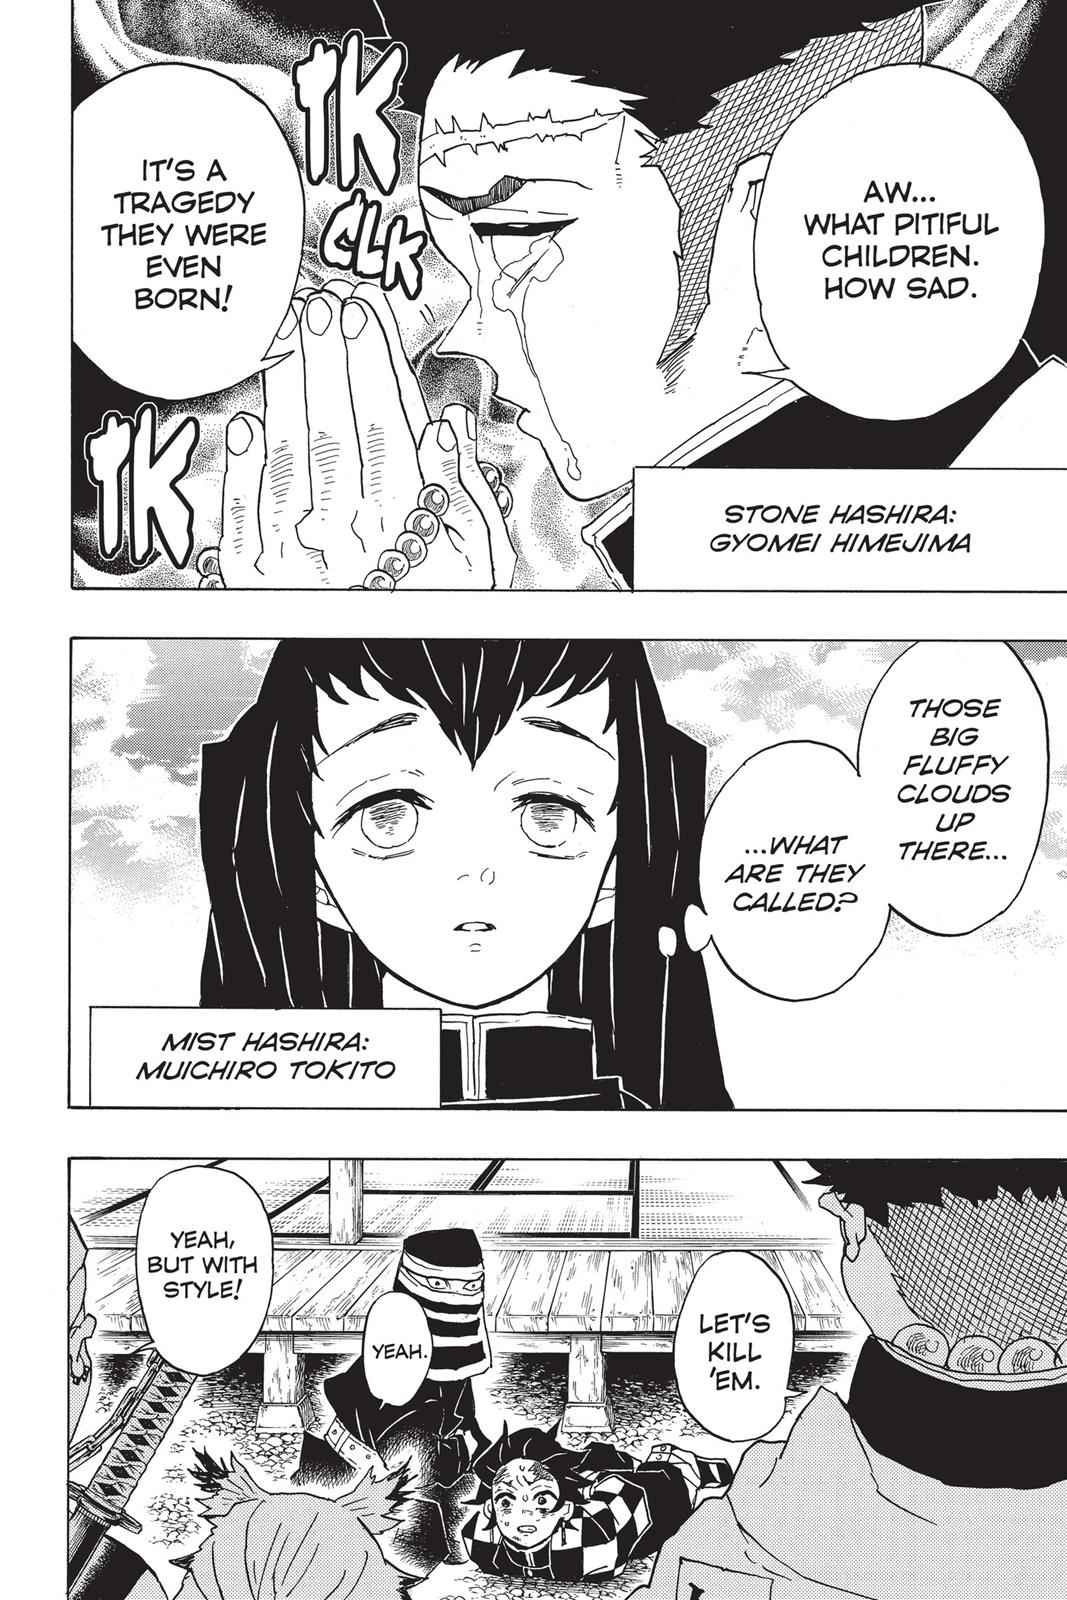 AW...
WHAT PITIFUL
CHILDREN.
HOW SAD.
TK
CLK
IT'S A
TRAGEDY
THEY WERE
EVEN
BORN!
TK
STONE HASHIRA:
GYOMEI HIMEJIMA
THOSE
BIG
FLUFFY
CLOUDS
UP
THERE...
...WHAT
ARE THEY
CALLED?
MIST HASHIRA:
MUICHIRO TOKITO
LET'S
KILL
'EM.
YEAH.
YEAH,
BUT WITH
STYLE!